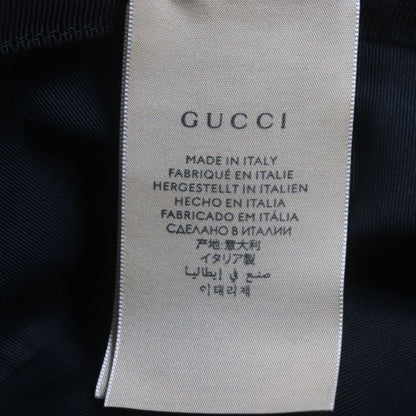 GUCCI
MADE IN ITALY
FABRIQUÉ EN ITALIE
HERGESTELLT IN ITALIEN
HECHO EN ITALIA
FABRICADO EM ITÁLIA
СДЕЛАНО В ИТАЛИИ
产地:意大利
イタリア製
صنع في إيطاليا
이태리제